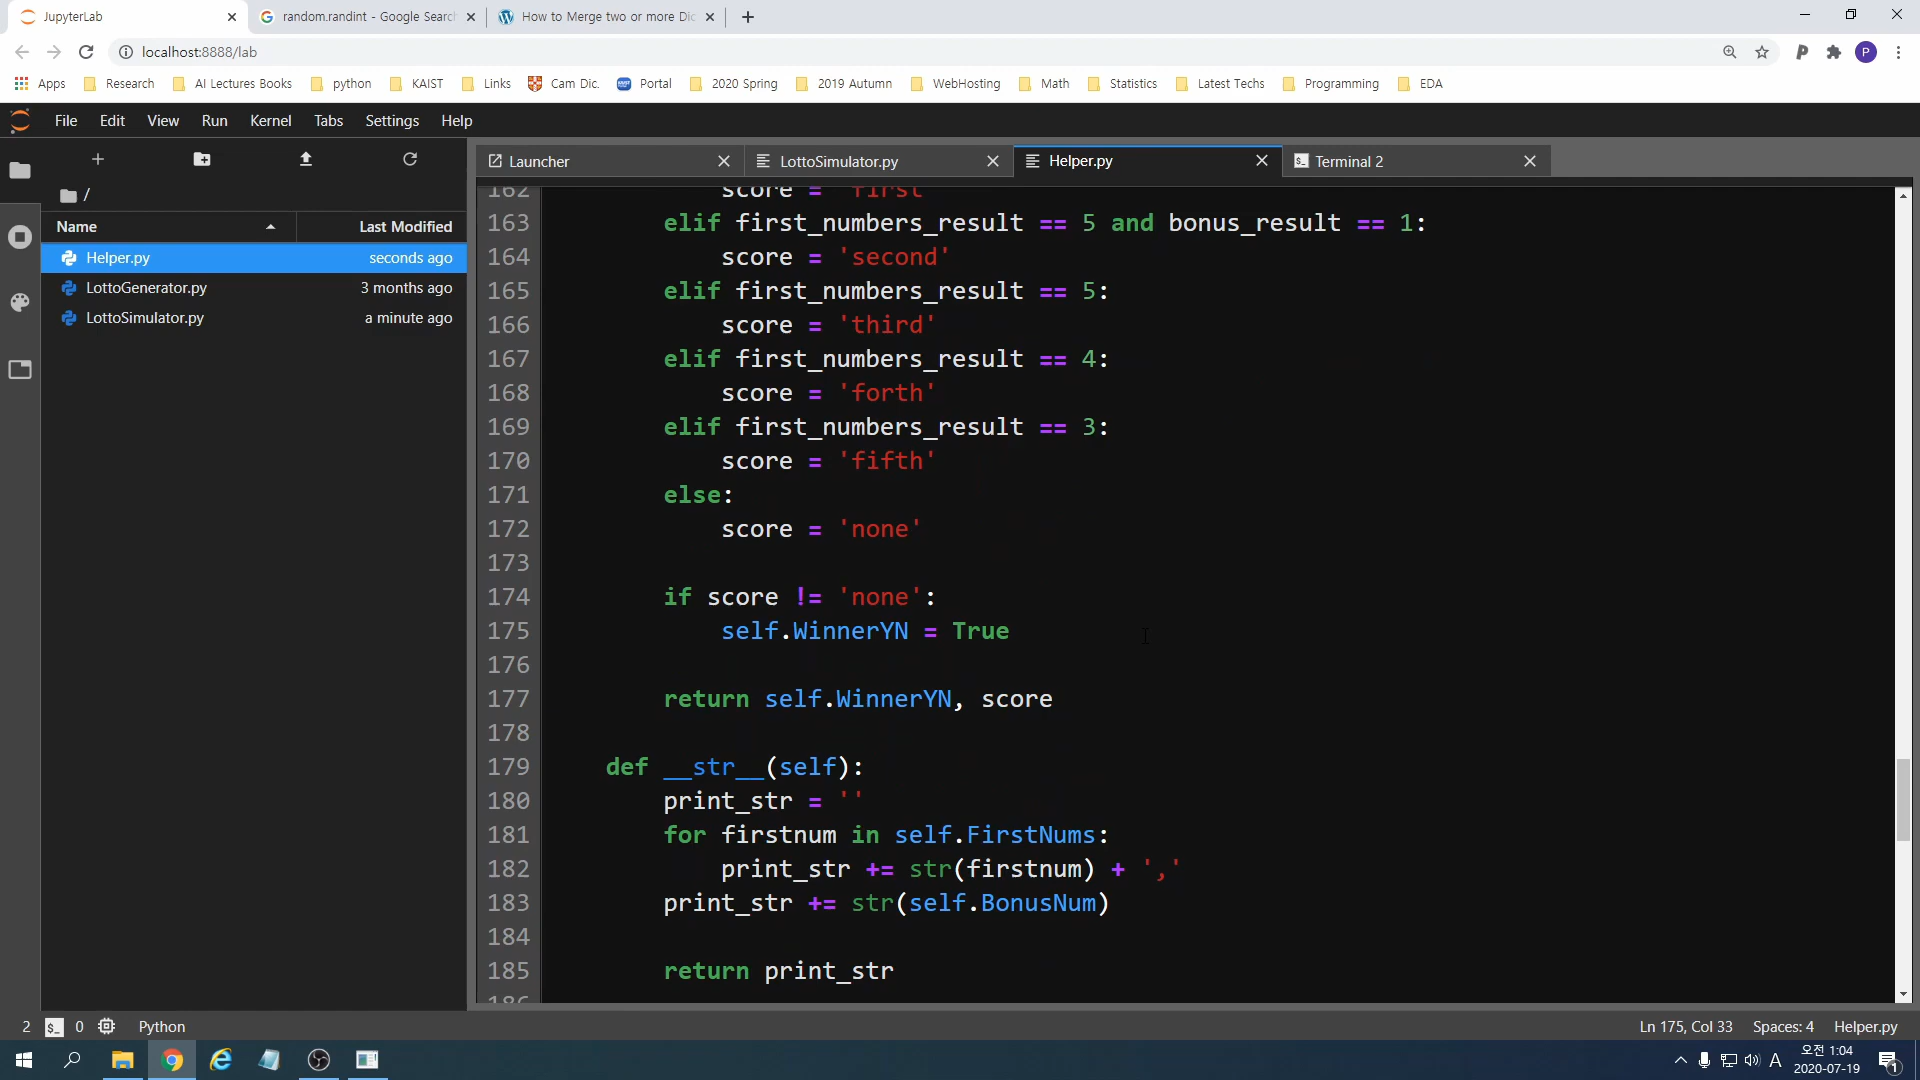 JupyterLab
random.randint - Google Search
How to Merge two or more Dic
localhost:8888/lab
Apps
Research
AI Lectures Books
python
KAIST
Links
Cam Dic.
Portal
2020 Spring
2019 Autumn
WebHosting
Math
Statistics
Latest Techs
Programming
EDA
File Edit View Run Kernel Tabs Settings Help
/
Name Last Modified
Helper.py seconds ago
LottoGenerator.py 3 months ago
LottoSimulator.py a minute ago
Launcher
LottoSimulator.py
Helper.py
Terminal 2
162 score = 'first'
163 elif first_numbers_result == 5 and bonus_result == 1:
164 score = 'second'
165 elif first_numbers_result == 5:
166 score = 'third'
167 elif first_numbers_result == 4:
168 score = 'forth'
169 elif first_numbers_result == 3:
170 score = 'fifth'
171 else:
172 score = 'none'
173
174 if score != 'none':
175 self.WinnerYN = True
176
177 return self.WinnerYN, score
178
179 def __str__(self):
180 print_str = ''
181 for firstnum in self.FirstNums:
182 print_str += str(firstnum) + ','
183 print_str += str(self.BonusNum)
184
185 return print_str
186
2 $_ 0 Python
Ln 175, Col 33 Spaces: 4 Helper.py
A
오전 1:04
2020-07-19
1
P